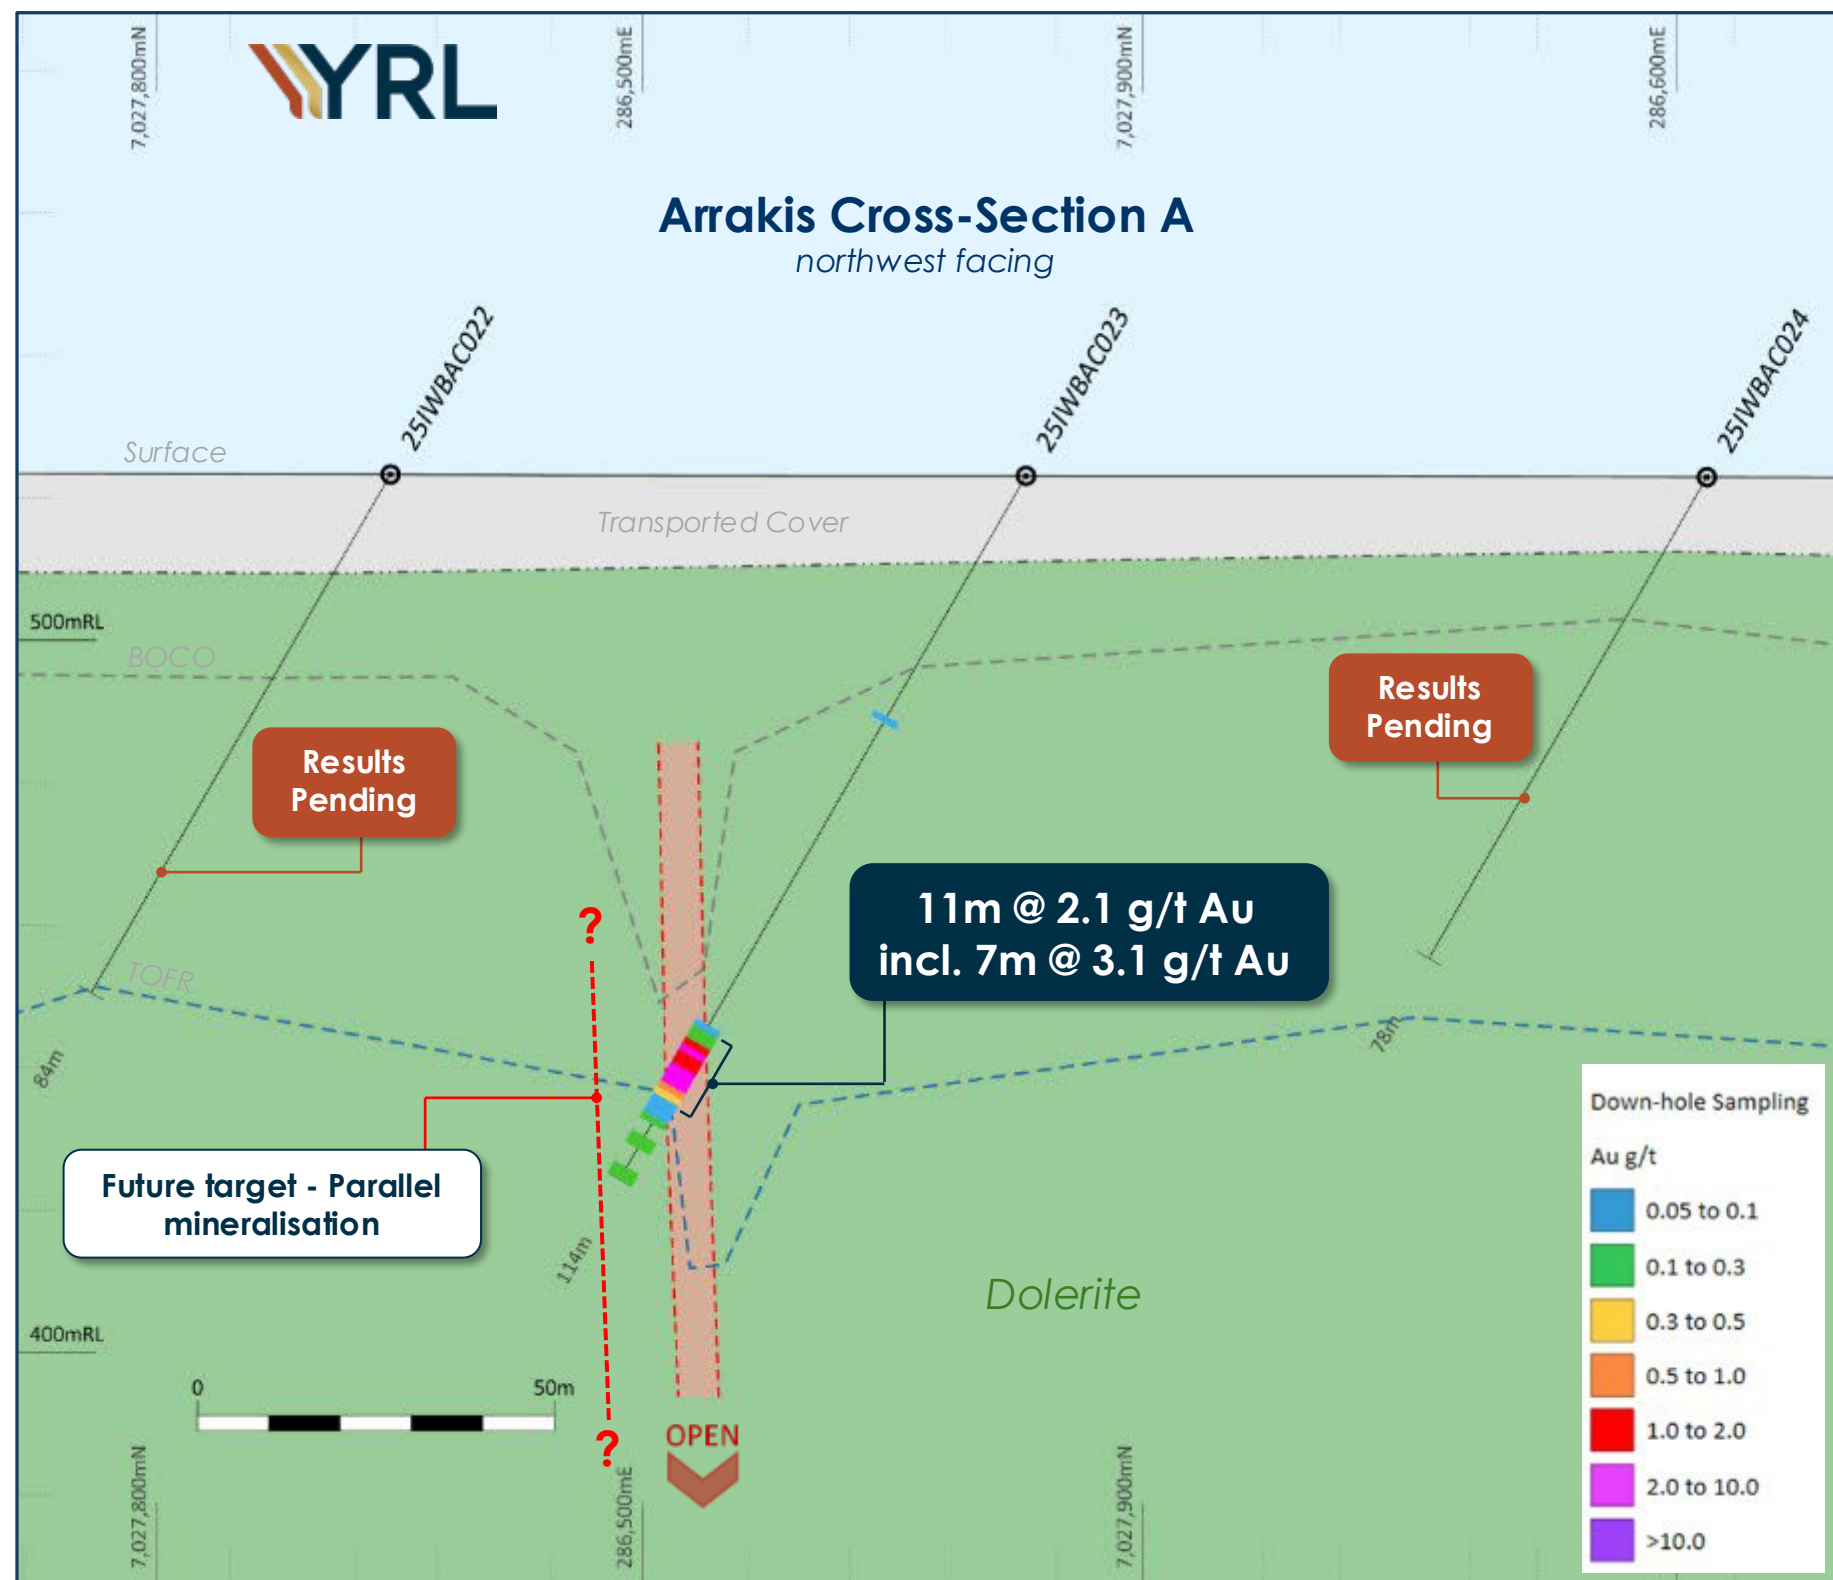 7,027,800mN
286,500mE
7,027,900mN
286,600mE
YRL
Arrakis Cross-Section A
northwest facing
25IWBAC022
25IWBAC023
25IWBAC024
Surface
Transported Cover
500mRL
BOCO
Results
Pending
Results
Pending
11m @ 2.1 g/t Au
incl. 7m @ 3.1 g/t Au
?
TOFR
84m
78m
Future target - Parallel
mineralisation
114m
Dolerite
400mRL
0
50m
?
OPEN
Down-hole Sampling
Au g/t
0.05 to 0.1
0.1 to 0.3
0.3 to 0.5
0.5 to 1.0
1.0 to 2.0
2.0 to 10.0
>10.0
7,027,800mN
286,500mE
7,027,900mN